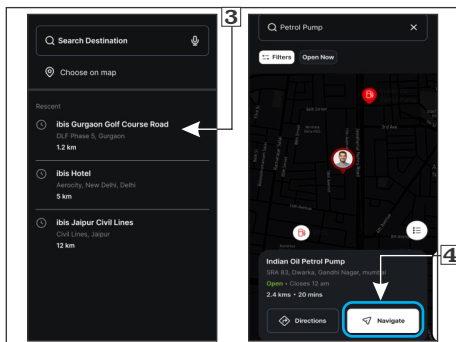 3
Search Destination
Choose on map
Rescent
ibis Gurgaon Golf Course Road
DLF Phase 5, Gurgaon
1.2 km
ibis Hotel
Aerocity, New Delhi, Delhi
5 km
ibis Jaipur Civil Lines
Civil Lines, Jaipur
12 km
Petrol Pump
Filters
Open Now
Indian Oil Petrol Pump
SRA 83, Dwarka, Gandhi Nagar, mumbai
Open • Closes 12 am
2.4 kms • 20 mins
Directions
Navigate
4